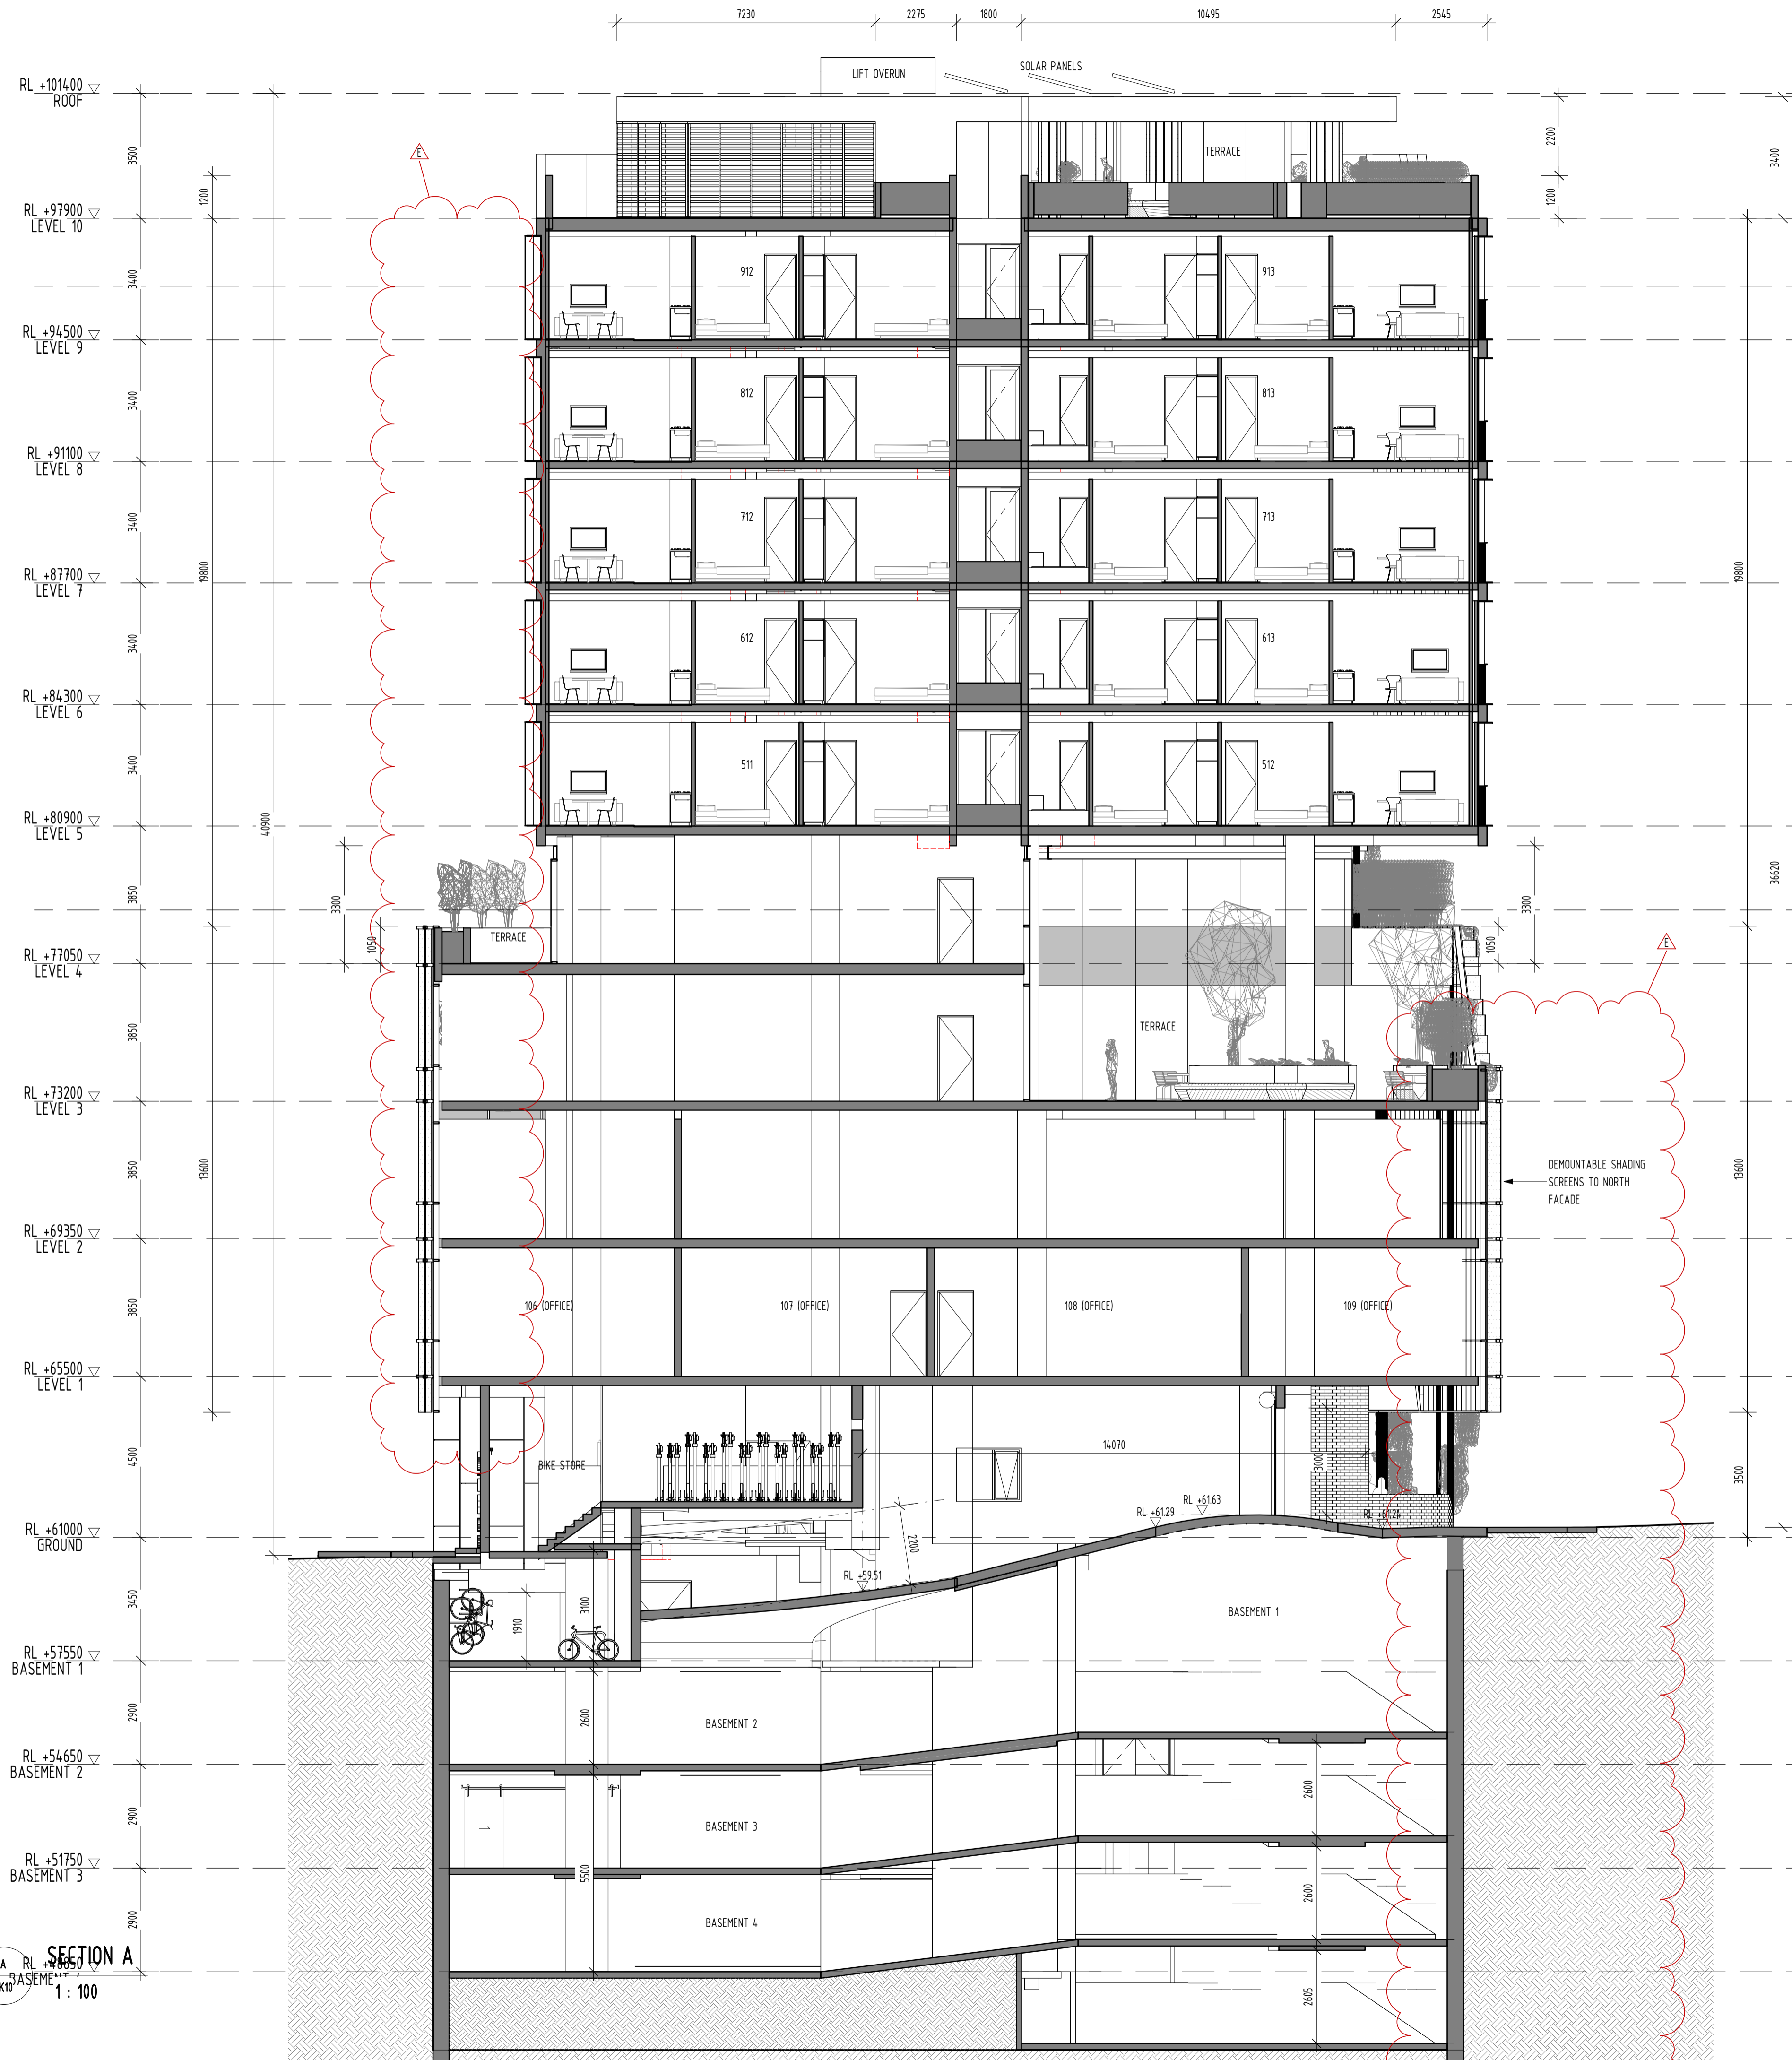 7230
2275
1800
10495
2545
LIFT OVERUN
SOLAR PANELS
RL +101400
ROOF
3500
1200
2200
3400
1200
E
TERRACE
RL +97900
LEVEL 10
3400
912
913
RL +94500
LEVEL 9
3400
812
813
RL +91100
LEVEL 8
3400
712
713
RL +87700
LEVEL 7
19800
19800
3400
612
613
RL +84300
LEVEL 6
3400
511
512
RL +80900
LEVEL 5
40900
36620
3850
3300
3300
1050
1050
TERRACE
E
RL +77050
LEVEL 4
3850
TERRACE
RL +73200
LEVEL 3
3850
13600
13600
DEMOUNTABLE SHADING
SCREENS TO NORTH
FACADE
RL +69350
LEVEL 2
3850
106 (OFFICE)
107 (OFFICE)
108 (OFFICE)
109 (OFFICE)
RL +65500
LEVEL 1
4500
14070
BIKE STORE
3000
3500
RL +61.29
RL +61.63
RL +61.24
RL +61000
GROUND
2200
RL +59.51
3450
1910
3100
BASEMENT 1
RL +57550
BASEMENT 1
2900
2600
BASEMENT 2
RL +54650
BASEMENT 2
2900
2600
BASEMENT 3
RL +51750
BASEMENT 3
5500
2900
2600
BASEMENT 4
SECTION A
A
RL +48850
BASEMENT
K10
1 : 100
2605